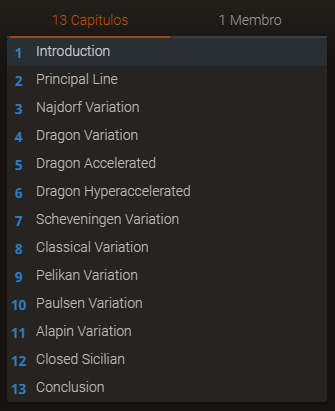 13 Capítulos 1 Membro
1 Introduction
2 Principal Line
3 Najdorf Variation
4 Dragon Variation
5 Dragon Accelerated
6 Dragon Hyperaccelerated
7 Scheveningen Variation
8 Classical Variation
9 Pelikan Variation
10 Paulsen Variation
11 Alapin Variation
12 Closed Sicilian
13 Conclusion